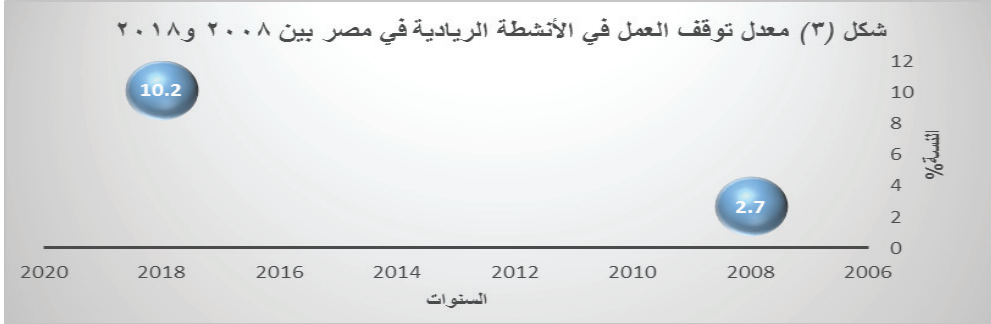 شكل (٣) معدل توقف العمل في الأنشطة الريادية في مصر بين ٢٠٠٨ و٢٠١٨
12
10
8
6
4
2
0
النسبة%
10.2
2.7
2020 2018 2016 2014 2012 2010 2008 2006
السنوات